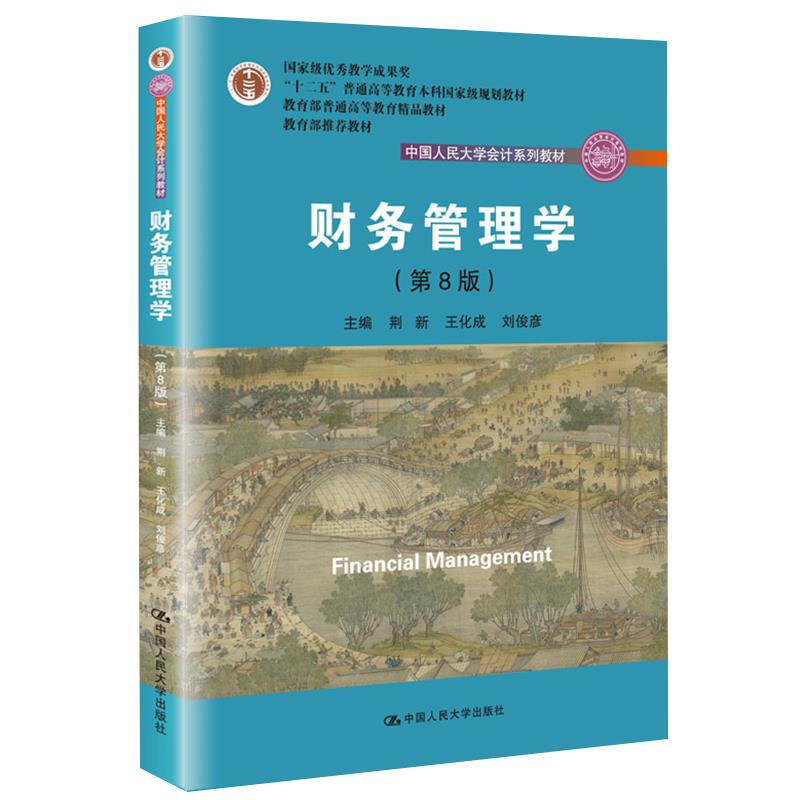 十二五
国家级优秀教学成果奖
“十二五”普通高等教育本科国家级规划教材
教育部普通高等教育精品教材
教育部推荐教材
中国人民大学会计系列教材
财务管理学
(第8版)
主编 荆 新 王化成 刘俊彦
Financial Management
中国人民大学出版社
中国人民大学会计系列教材
财务管理学
(第8版)
主编 荆 新 王化成 刘俊彦
中国人民大学出版社